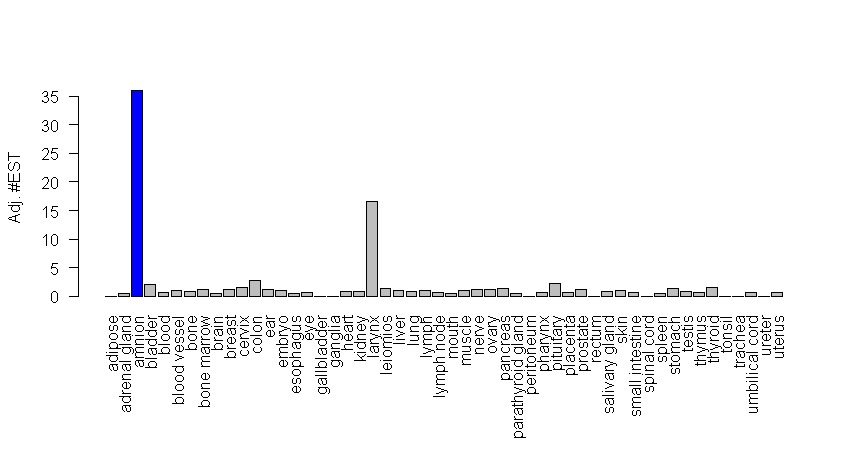 Adj. #EST
35
30
25
20
15
10
5
0
adipose
adrenal gland
amnion
bladder
blood
blood vessel
bone
bone marrow
brain
breast
cervix
colon
ear
embryo
esophagus
eye
gallbladder
ganglia
heart
kidney
larynx
leiomios
liver
lung
lymph
lymph node
mouth
muscle
nerve
ovary
pancreas
parathyroid gland
peritoneum
pharynx
pituitary
placenta
prostate
rectum
salivary gland
skin
small intestine
spinal cord
spleen
stomach
testis
thymus
thyroid
tonsil
trachea
umbilical cord
ureter
uterus